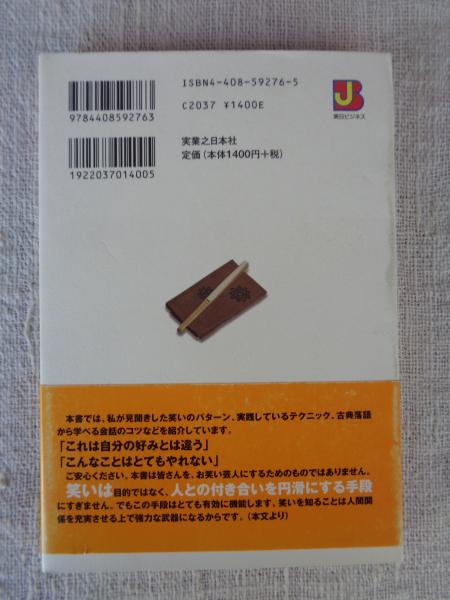 ISBN4-408-59276-5
C2037 ¥1400E
9784408592763
JB
実日ビジネス
実業之日本社
定価(本体1400円+税)
1922037014005
本書では、私が見聞きした笑いのパターン、実践しているテクニック、古典落語
から学べる会話のコツなどを紹介しています。
「これは自分の好みとは違う」
「こんなことはとてもやれない」
ご安心ください。本書は皆さんを、お笑い芸人にするためのものではありません。
笑いは目的ではなく、人との付き合いを円滑にする手段
にすぎません。でもこの手段はとても有効に機能します。笑いを知ることは人間関
係を充実させる上で強力な武器になるからです。(本文より)